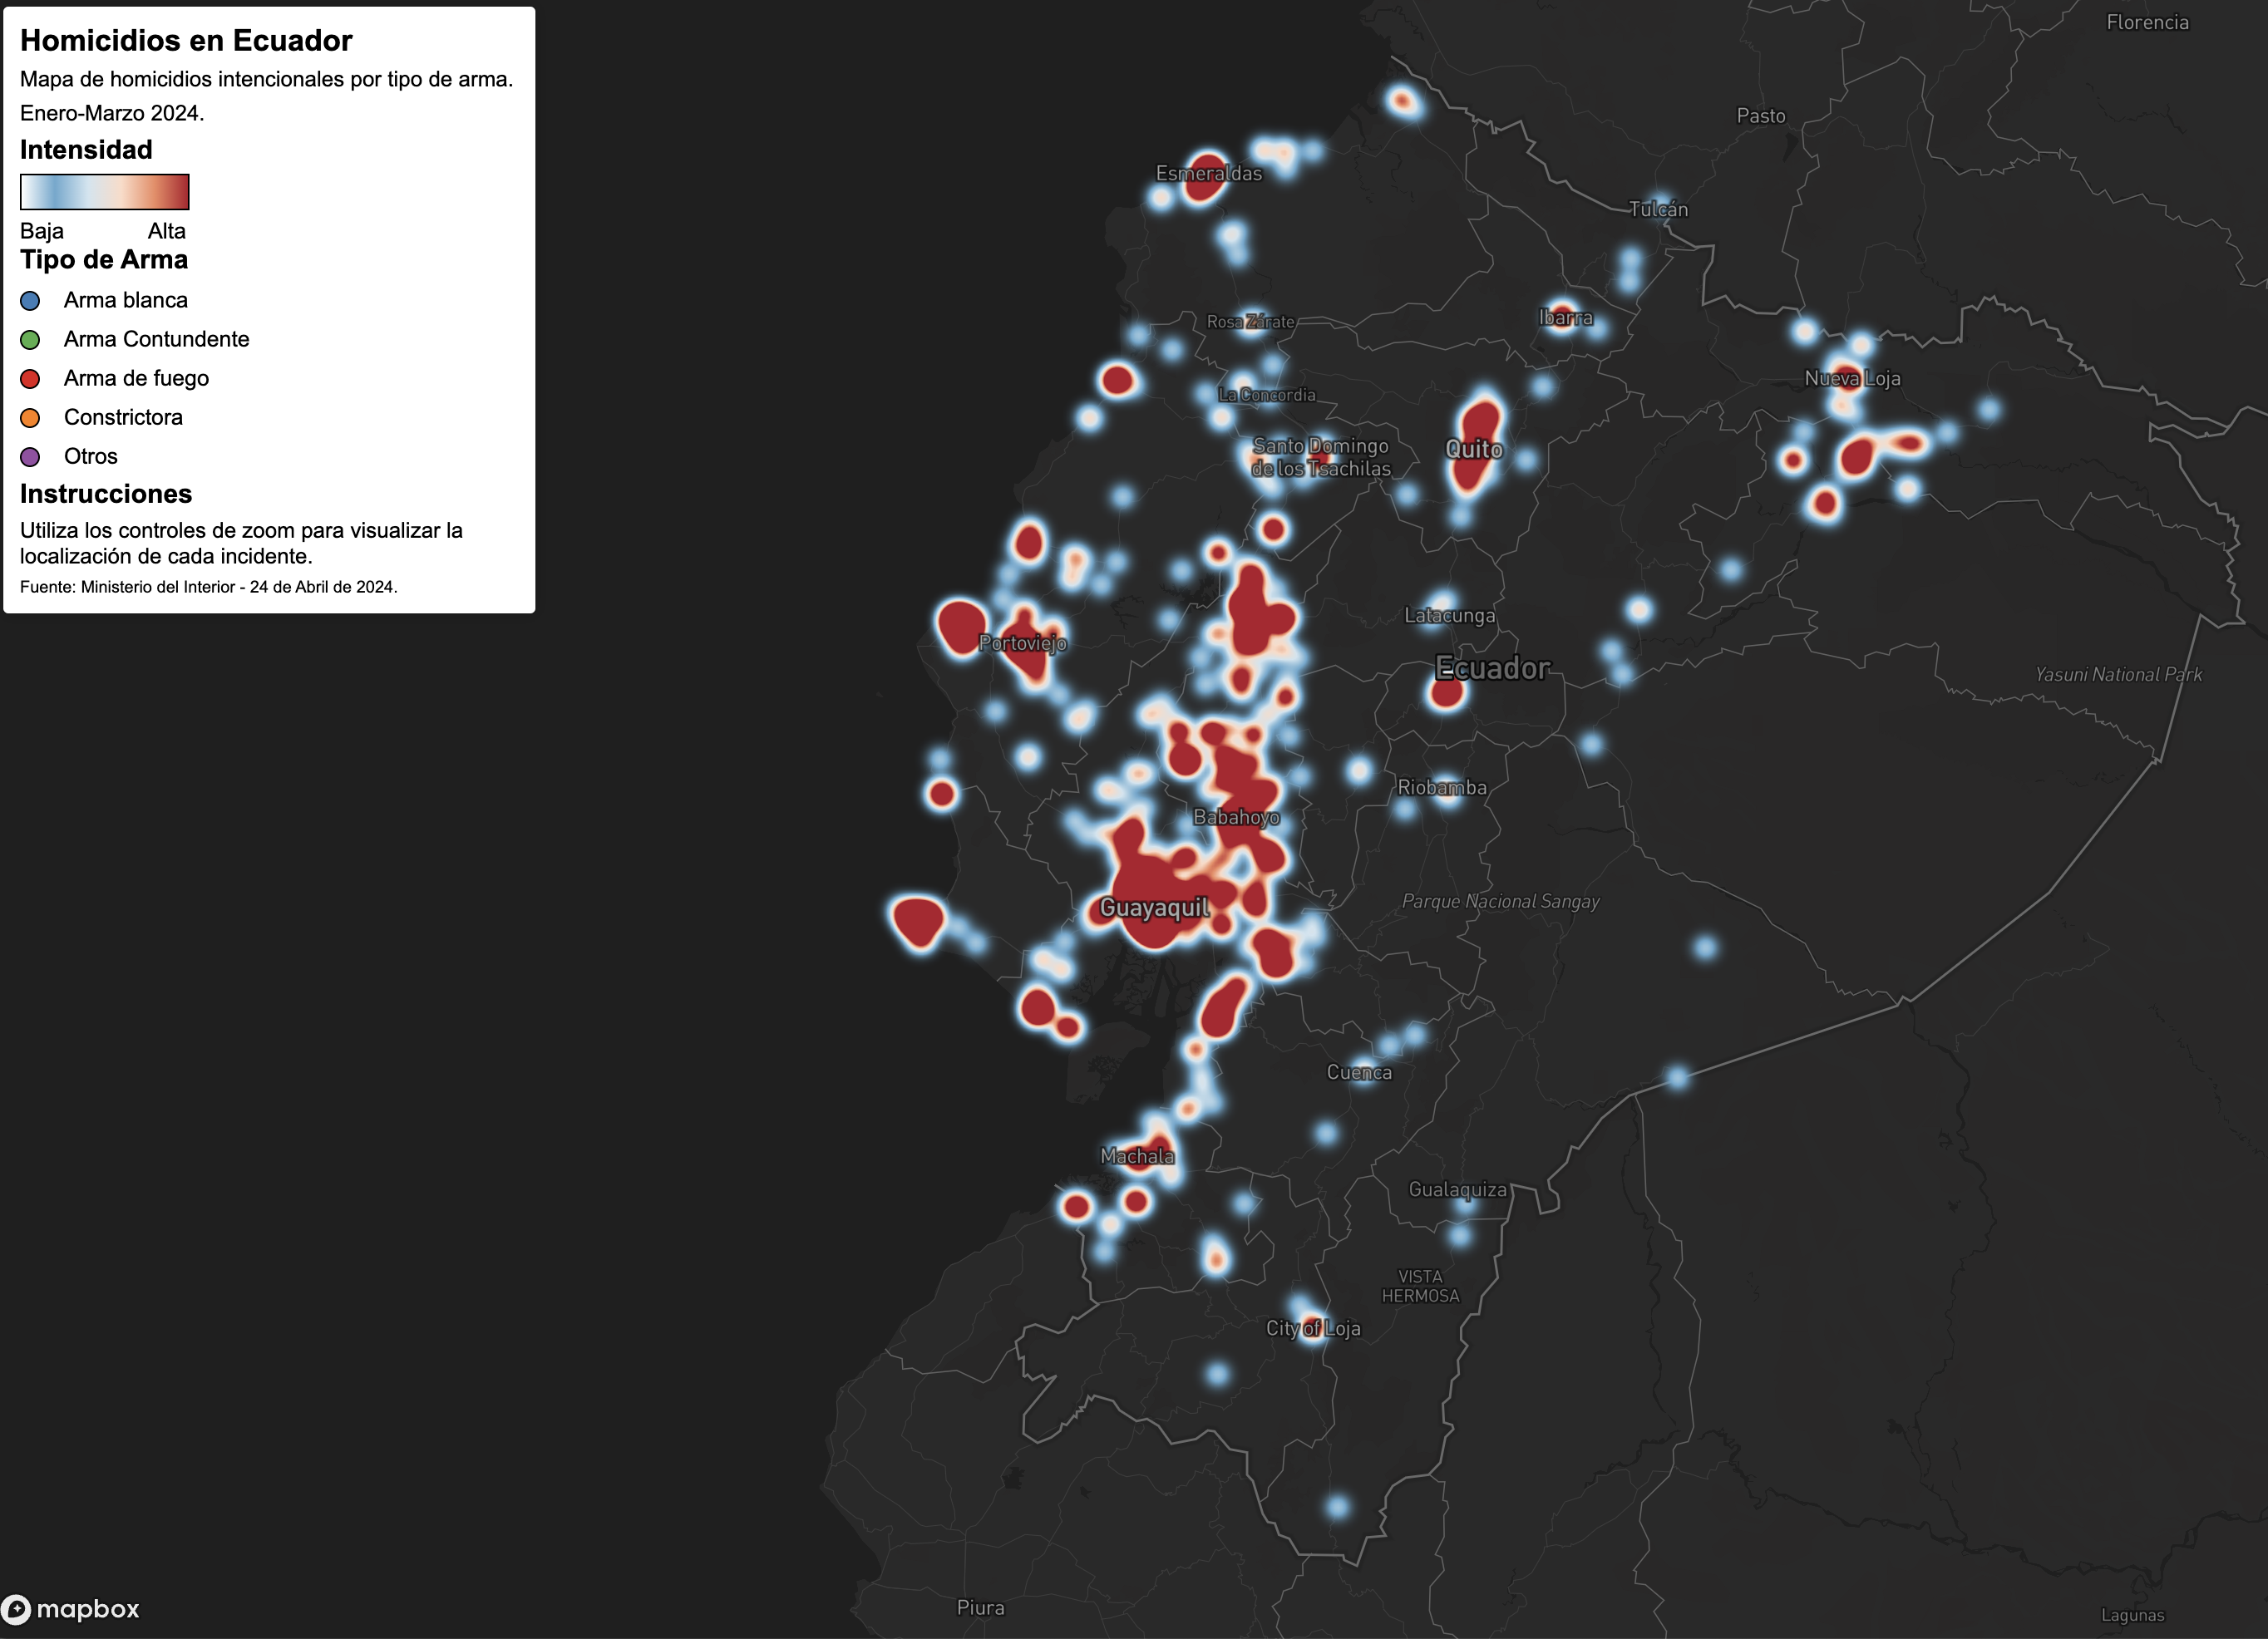 Homicidios en Ecuador
Mapa de homicidios intencionales por tipo de arma.
Enero-Marzo 2024.
Intensidad
Baja Alta
Tipo de Arma
Arma blanca
Arma Contundente
Arma de fuego
Constrictora
Otros
Instrucciones
Utiliza los controles de zoom para visualizar la
localización de cada incidente.
Fuente: Ministerio del Interior - 24 de Abril de 2024.
Florencia
Pasto
Esmeraldas
Tulcán
Ibarra
Rosa Zárate
Nueva Loja
La Concordia
Santo Domingo
de los Tsachilas
Quito
Latacunga
Portoviejo
Ecuador
Yasuni National Park
Riobamba
Babahoyo
Parque Nacional Sangay
Guayaquil
Cuenca
Machala
Gualaquiza
VISTA
HERMOSA
City of Loja
Piura
Lagunas
mapbox